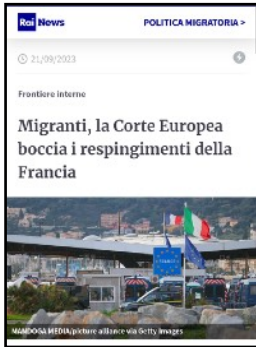 Rai News
POLITICA MIGRATORIA >
21/09/2023
Frontiere interne
Migranti, la Corte Europea
boccia i respingimenti della
Francia
MANDOGA MEDIA/picture alliance via Getty Images